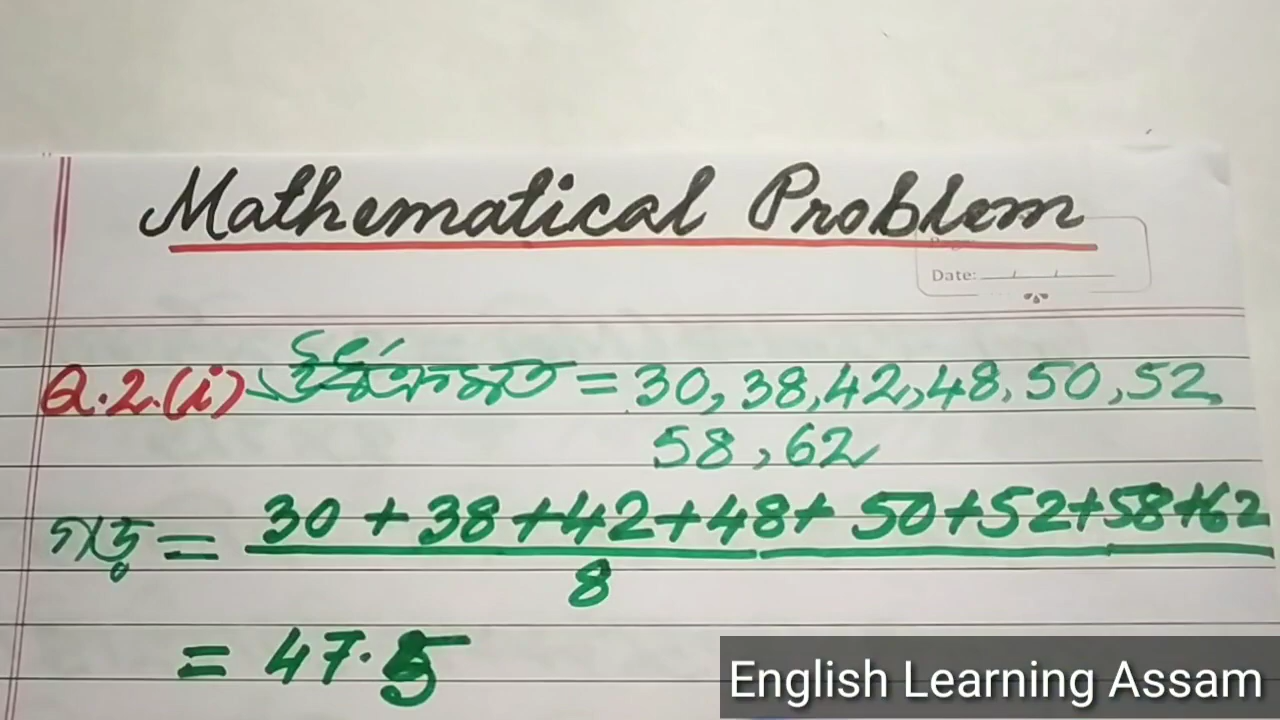 Mathematical Problem
Date:
Q.2.(i) = 30, 38, 42, 48, 50, 52,
58, 62
= 30 + 38 + 42 + 48 + 50 + 52 + 58 + 62
8
= 47.5
English Learning Assam